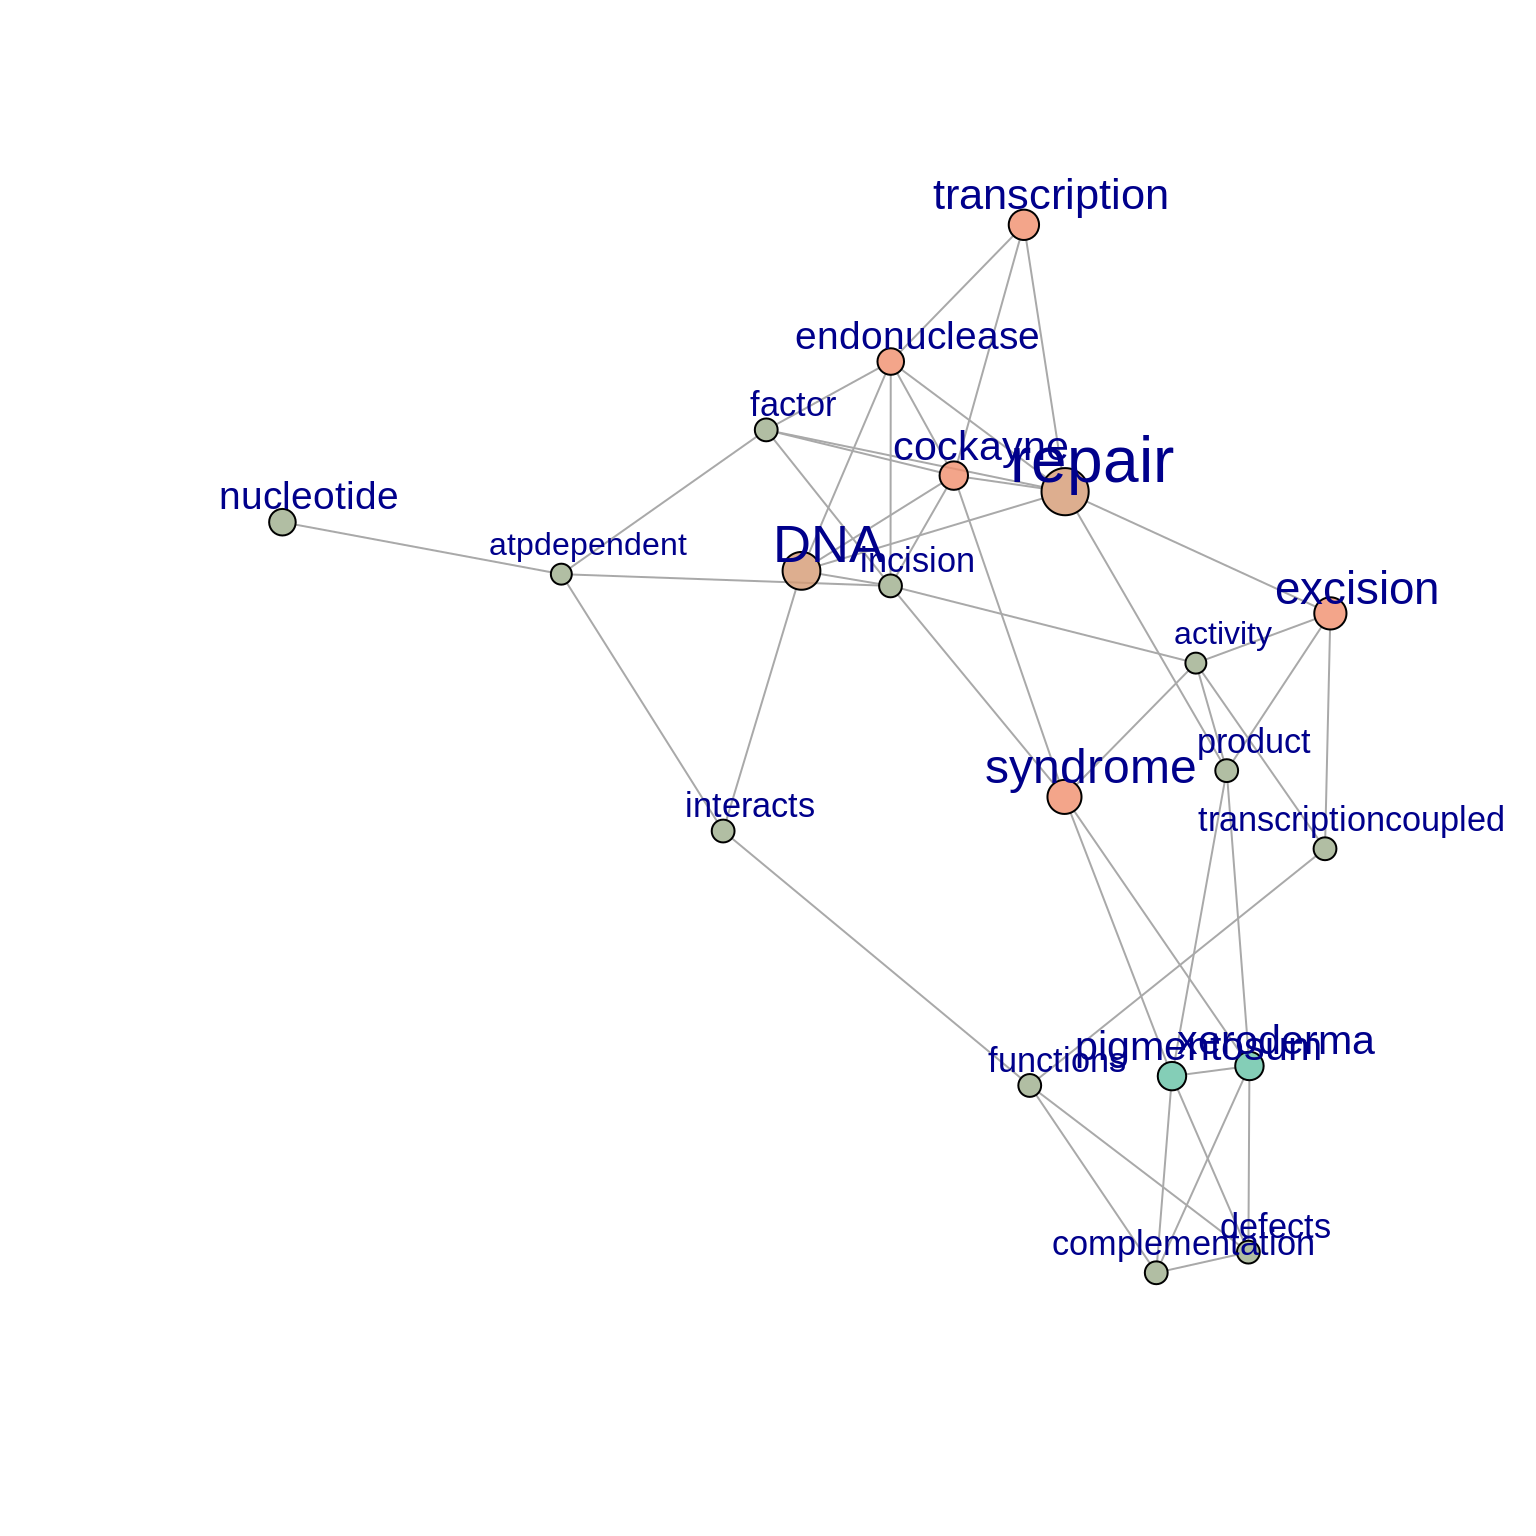 transcription
endonuclease
factor
cockayne
repair
nucleotide
atpdependent
DNA
incision
excision
activity
product
syndrome
interacts
transcriptioncoupled
xeroderma
pigmentosum
functions
defects
complementation